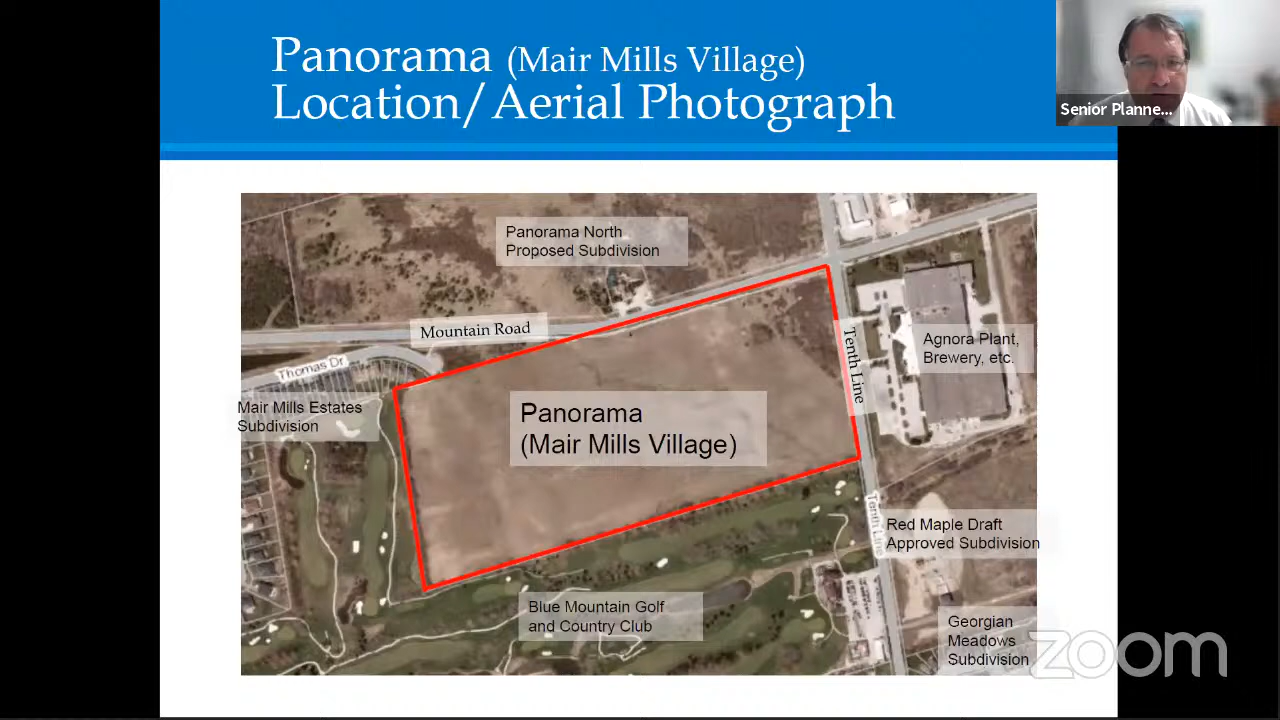 Panorama (Mair Mills Village)
Location/Aerial Photograph
Senior Planne...
Panorama North
Proposed Subdivision
Mountain Road
Thomas Dr
Tenth Line
Agnora Plant,
Brewery, etc.
Mair Mills Estates
Subdivision
Panorama
(Mair Mills Village)
Tenth Line
Red Maple Draft
Approved Subdivision
Blue Mountain Golf
and Country Club
Georgian
Meadows
Subdivision
zoom